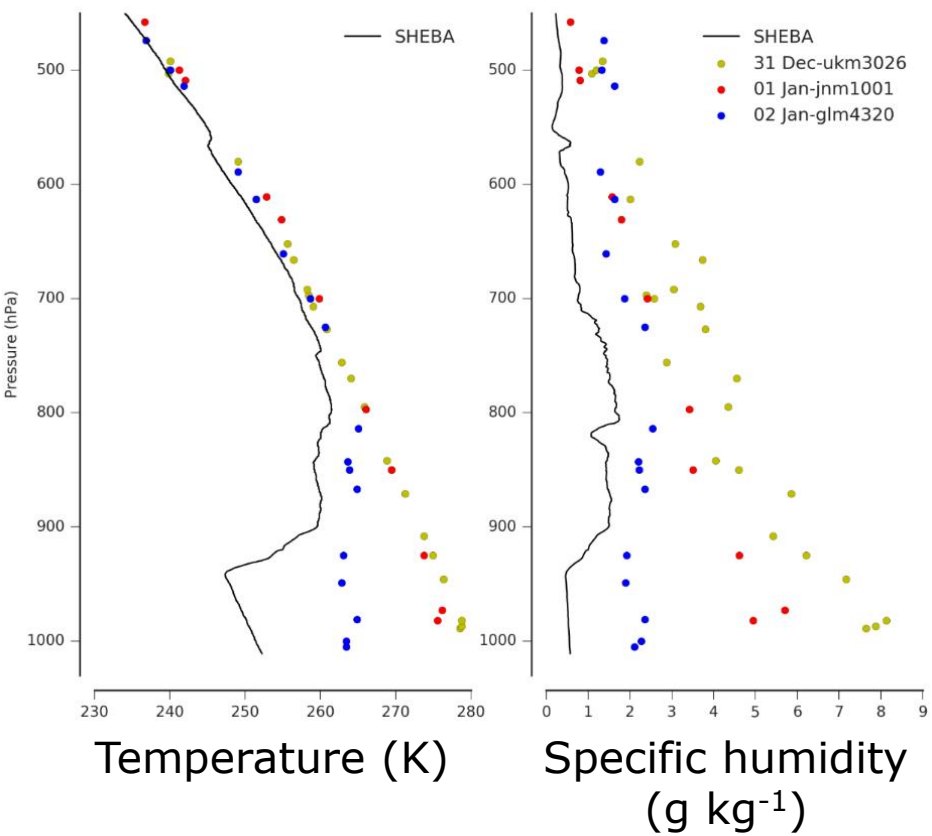 SHEBA
500
600
700
800
900
1000
Pressure (hPa)
230 240 250 260 270 280
Temperature (K)
SHEBA
31 Dec-ukm3026
01 Jan-jnm1001
02 Jan-glm4320
500
600
700
800
900
1000
0 1 2 3 4 5 6 7 8 9
Specific humidity
(g kg⁻¹)